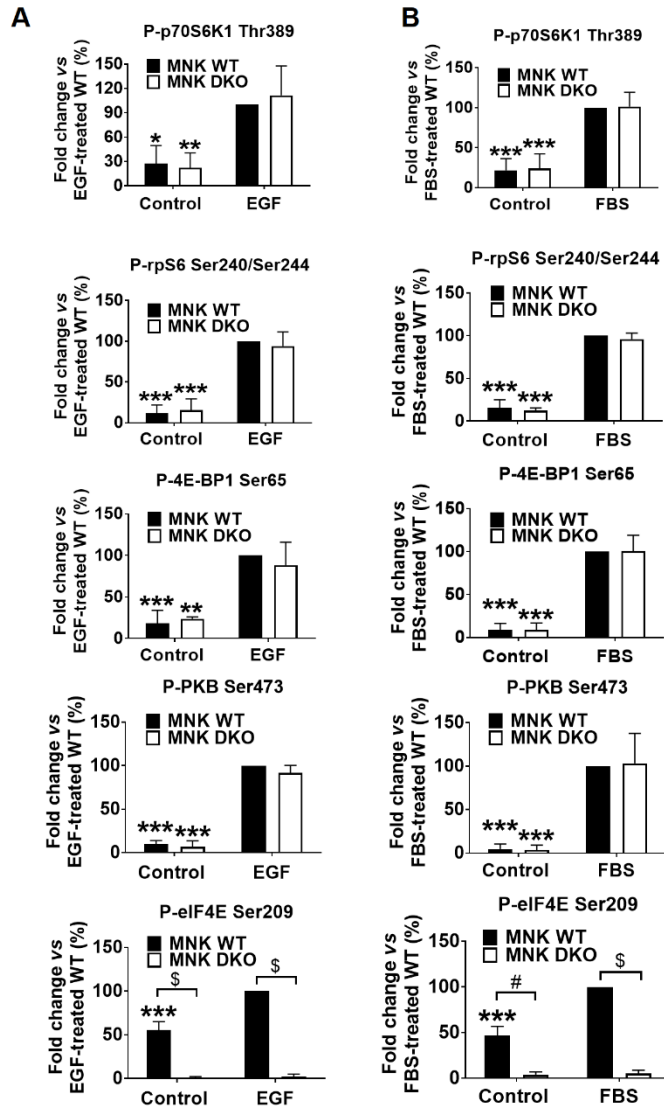 A
P-p70S6K1 Thr389
Fold change vs
EGF-treated WT (%)
150
120
90
60
30
0
MNK WT
MNK DKO
*
**
Control
EGF
P-rpS6 Ser240/Ser244
Fold change vs
EGF-treated WT (%)
150
100
50
0
MNK WT
MNK DKO
***
***
Control
EGF
P-4E-BP1 Ser65
Fold change vs
EGF-treated WT (%)
150
100
50
0
MNK WT
MNK DKO
***
**
Control
EGF
P-PKB Ser473
Fold change vs
EGF-treated WT (%)
150
100
50
0
MNK WT
MNK DKO
***
***
Control
EGF
P-eIF4E Ser209
Fold change vs
EGF-treated WT (%)
150
100
50
0
MNK WT
MNK DKO
$
$
***
Control
EGF
B
P-p70S6K1 Thr389
Fold change vs
FBS-treated WT (%)
150
100
50
0
MNK WT
MNK DKO
***
***
Control
FBS
P-rpS6 Ser240/Ser244
Fold change vs
FBS-treated WT (%)
150
100
50
0
MNK WT
MNK DKO
***
***
Control
FBS
P-4E-BP1 Ser65
Fold change vs
FBS-treated WT (%)
150
100
50
0
MNK WT
MNK DKO
***
***
Control
FBS
P-PKB Ser473
Fold change vs
FBS-treated WT (%)
150
100
50
0
MNK WT
MNK DKO
***
***
Control
FBS
P-eIF4E Ser209
Fold change vs
FBS-treated WT (%)
150
100
50
0
MNK WT
MNK DKO
#
$
***
Control
FBS